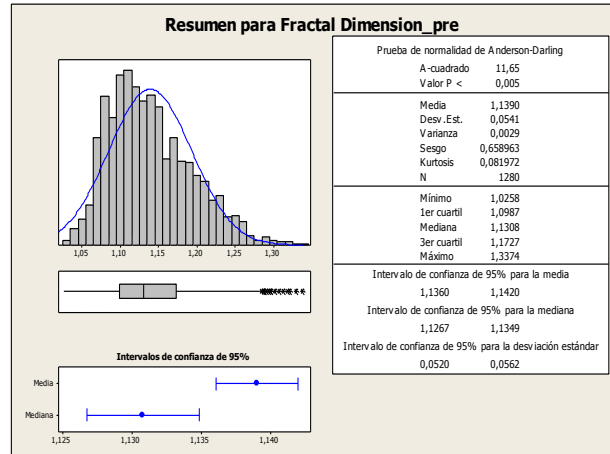 Resumen para Fractal Dimension_pre
1,05 1,10 1,15 1,20 1,25 1,30
Intervalos de confianza de 95%
Media
Mediana
1,125 1,130 1,135 1,140
Prueba de normalidad de Anderson-Darling
A-cuadrado 11,65
Valor P < 0,005
Media 1,1390
Desv.Est. 0,0541
Varianza 0,0029
Sesgo 0,658963
Kurtosis 0,081972
N 1280
Mínimo 1,0258
1er cuartil 1,0987
Mediana 1,1308
3er cuartil 1,1727
Máximo 1,3374
Intervalo de confianza de 95% para la media
1,1360 1,1420
Intervalo de confianza de 95% para la mediana
1,1267 1,1349
Intervalo de confianza de 95% para la desviación estándar
0,0520 0,0562